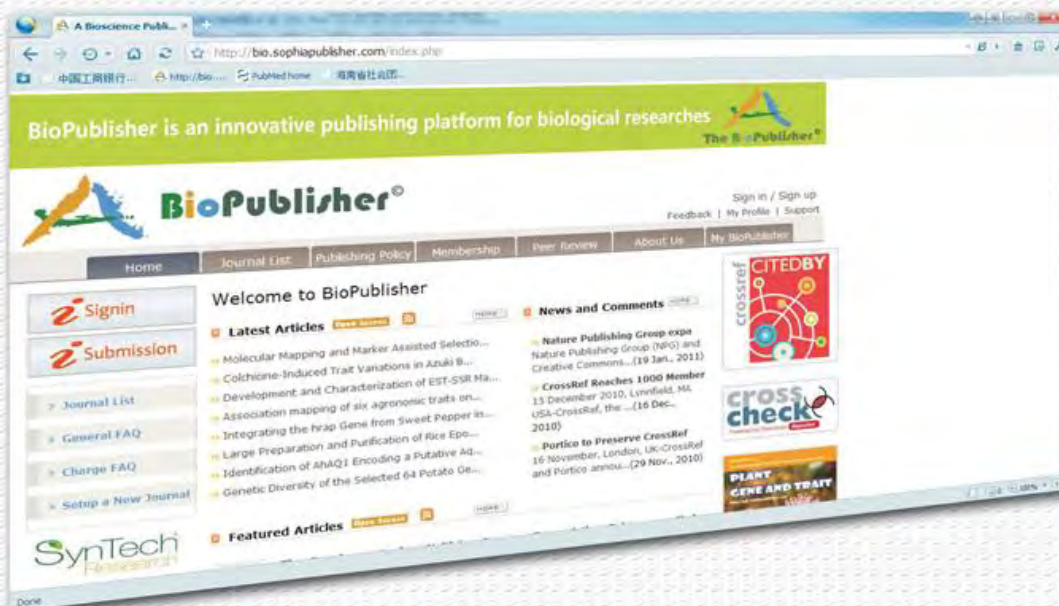 A Bioscience Publi...
http://bio.sophiapublisher.com/index.php
中国工商银行...
http://bio....
PubMed home
海南省社会团...
BioPublisher is an innovative publishing platform for biological researches
The BioPublisher®
BioPublisher©
Sign in / Sign up
Feedback | My Profile | Support
Home
Journal List
Publishing Policy
Membership
Peer Review
About Us
My BioPublisher
Signin
Submission
» Journal List
» General FAQ
» Charge FAQ
» Setup a New Journal
SynTech
Research
Welcome to BioPublisher
Latest Articles Open Access
Molecular Mapping and Marker Assisted Selectio...
Colchicine-Induced Trait Variations in Azuki B...
Development and Characterization of EST-SSR Ma...
Association mapping of six agronomic traits on...
Integrating the hrap Gene from Sweet Pepper in...
Large Preparation and Purification of Rice Epo...
Identification of AhAQ1 Encoding a Putative Aq...
Genetic Diversity of the Selected 64 Potato Ge...
Featured Articles Open Access
News and Comments
Nature Publishing Group expa
Nature Publishing Group (NPG) and
Creative Commons...(19 Jan., 2011)
CrossRef Reaches 1000 Member
15 December 2010, Lynnfield, MA
USA-CrossRef, the ...(16 Dec.,
2010)
Portico to Preserve CrossRef
16 November, London, UK-CrossRef
and Portico annou...(29 Nov., 2010)
crossref
CITEDBY
cross
check
PLANT
GENE AND TRAIT
Done